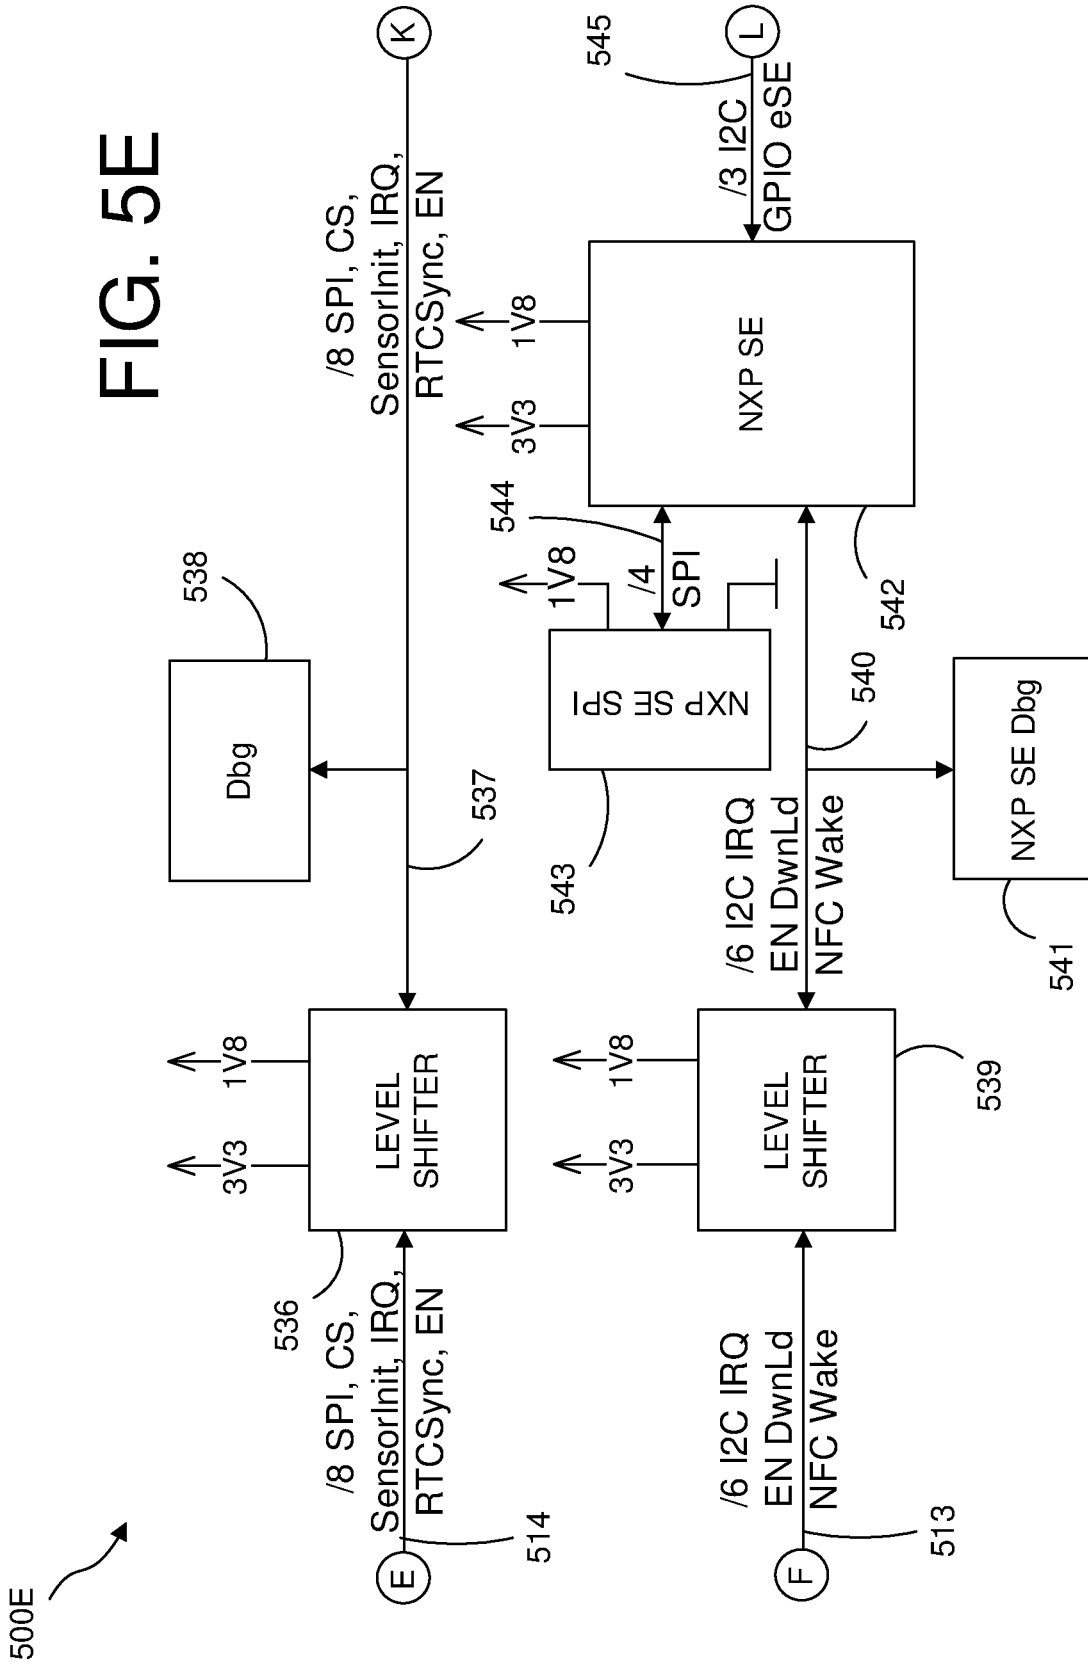 FIG. 5E
500E
E
514
/8 SPI, CS,
SensorInit, IRQ,
RTCSync, EN
536
3V3
1V8
LEVEL
SHIFTER
537
Dbg
538
/8 SPI, CS,
SensorInit, IRQ,
RTCSync, EN
K
F
513
/6 I2C IRQ
EN DwnLd
NFC Wake
3V3
1V8
LEVEL
SHIFTER
539
/6 I2C IRQ
EN DwnLd
NFC Wake
540
NXP SE Dbg
541
NXP SE SPI
543
1V8
/4
SPI
544
3V3
1V8
NXP SE
542
/3 I2C
GPIO eSE
545
L